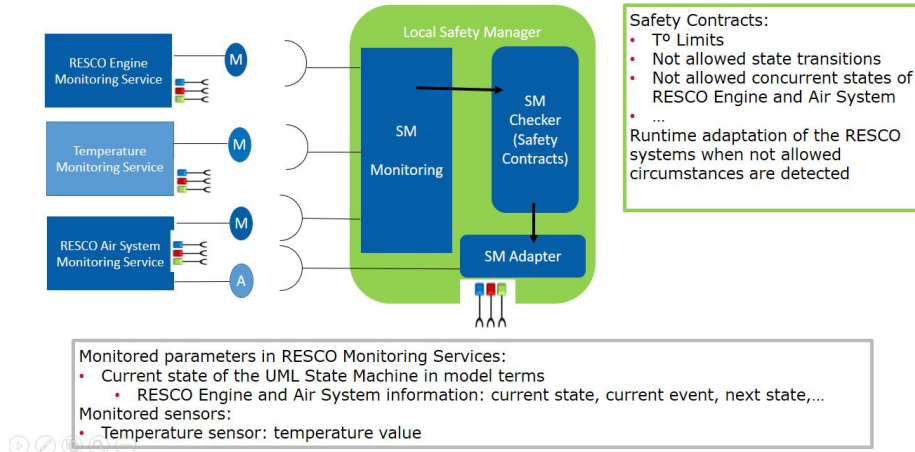 RESCO Engine
Monitoring Service
M
Temperature
Monitoring Service
M
RESCO Air System
Monitoring Service
M
A
Local Safety Manager
SM
Monitoring
SM
Checker
(Safety
Contracts)
SM Adapter
Safety Contracts:
• Tº Limits
• Not allowed state transitions
• Not allowed concurrent states of
RESCO Engine and Air System
• ...
Runtime adaptation of the RESCO
systems when not allowed
circumstances are detected
Monitored parameters in RESCO Monitoring Services:
• Current state of the UML State Machine in model terms
• RESCO Engine and Air System information: current state, current event, next state,...
Monitored sensors:
• Temperature sensor: temperature value